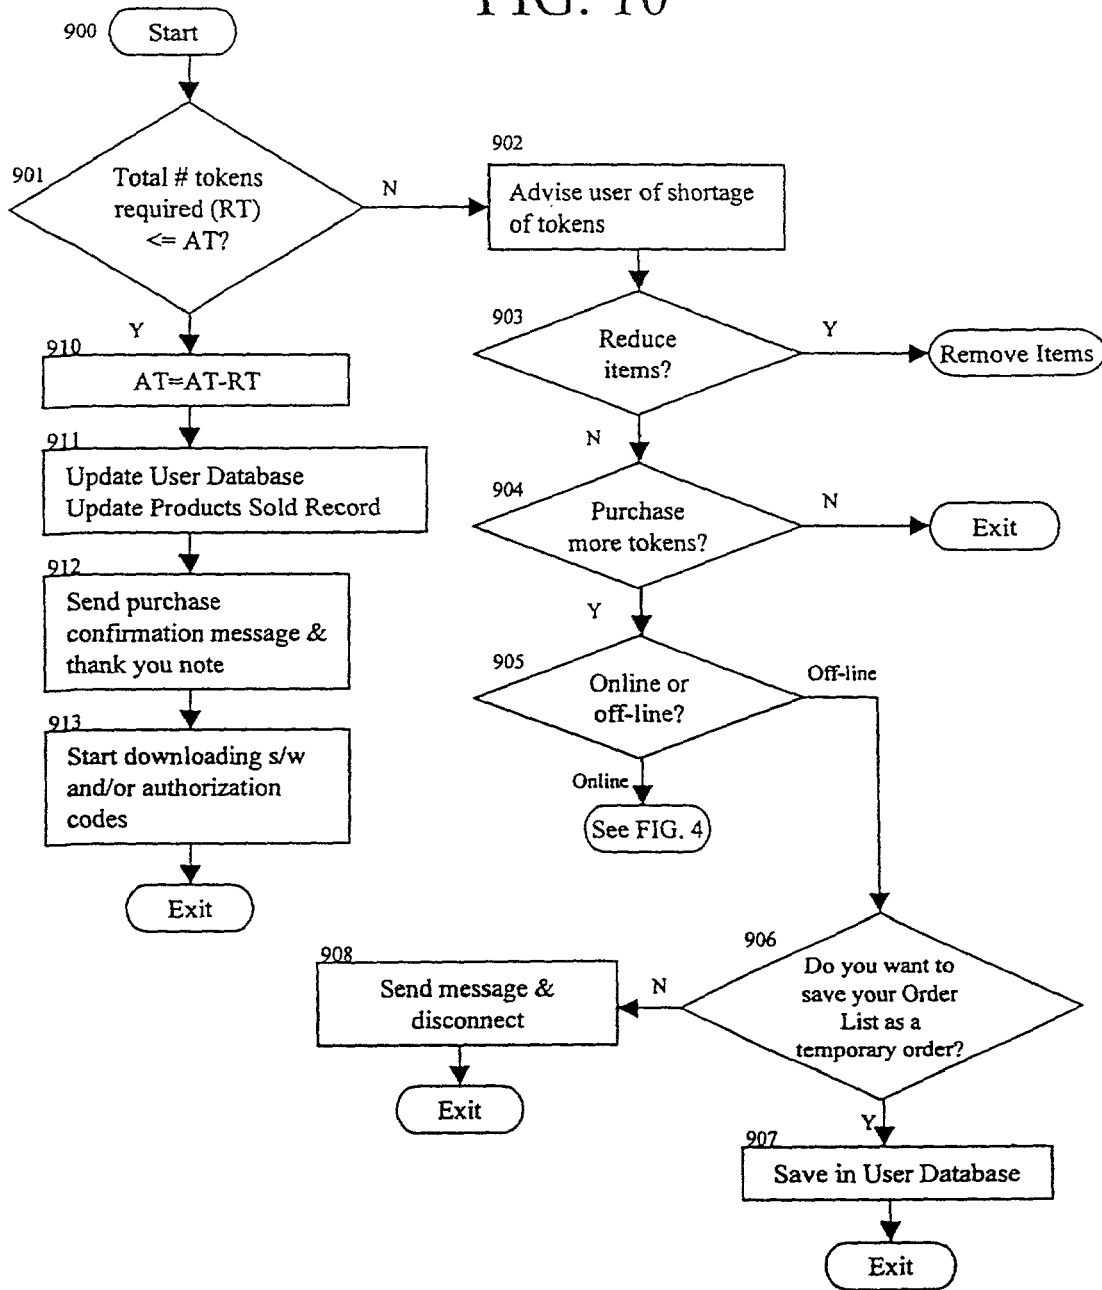 FIG. 10
900
Start
901
Total # tokens
required (RT)
<= AT?
N
Y
902
Advise user of shortage
of tokens
903
Reduce
items?
Y
Remove Items
N
910
AT=AT-RT
911
Update User Database
Update Products Sold Record
904
Purchase
more tokens?
N
Exit
Y
912
Send purchase
confirmation message &
thank you note
905
Online or
off-line?
Off-line
Online
See FIG. 4
913
Start downloading s/w
and/or authorization
codes
Exit
906
Do you want to
save your Order
List as a
temporary order?
N
908
Send message &
disconnect
Exit
Y
907
Save in User Database
Exit